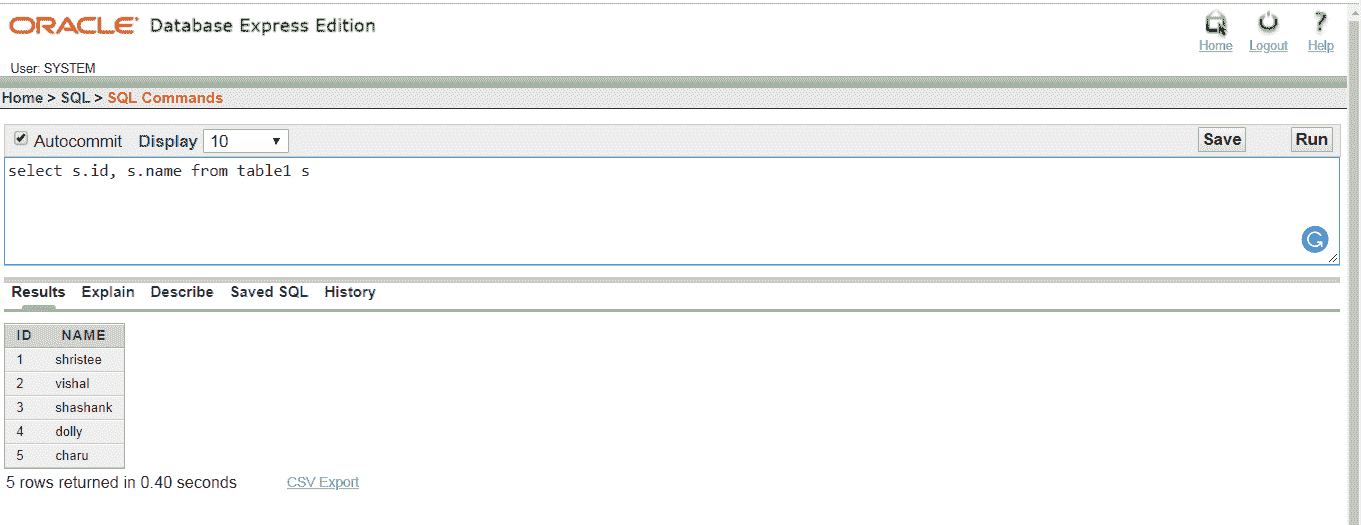 ORACLE Database Express Edition
Home Logout Help
User: SYSTEM
Home > SQL > SQL Commands
Autocommit Display 10 Save Run
select s.id, s.name from table1 s
Results Explain Describe Saved SQL History
ID NAME
1 shristee
2 vishal
3 shashank
4 dolly
5 charu
5 rows returned in 0.40 seconds CSV Export